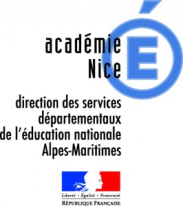 académie
Nice
É
direction des services
départementaux
de l'éducation nationale
Alpes-Maritimes
Liberté • Égalité • Fraternité
RÉPUBLIQUE FRANÇAISE